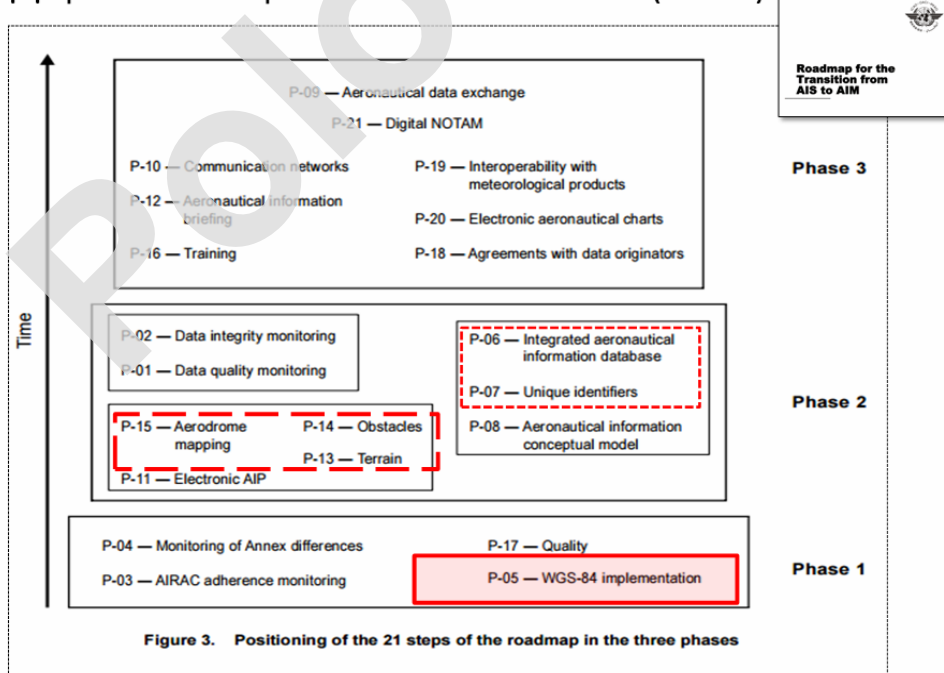 Roadmap for the
Transition from
AIS to AIM
P-09 — Aeronautical data exchange
P-21 — Digital NOTAM
P-10 — Communication networks
P-19 — Interoperability with
meteorological products
P-12 — Aeronautical information
briefing
P-20 — Electronic aeronautical charts
P-16 — Training
P-18 — Agreements with data originators
Phase 3
Time
P-02 — Data integrity monitoring
P-01 — Data quality monitoring
P-06 — Integrated aeronautical
information database
P-07 — Unique identifiers
P-08 — Aeronautical information
conceptual model
P-15 — Aerodrome
mapping
P-14 — Obstacles
P-13 — Terrain
P-11 — Electronic AIP
Phase 2
P-04 — Monitoring of Annex differences
P-17 — Quality
P-03 — AIRAC adherence monitoring
P-05 — WGS-84 implementation
Phase 1
Figure 3. Positioning of the 21 steps of the roadmap in the three phases
Polo